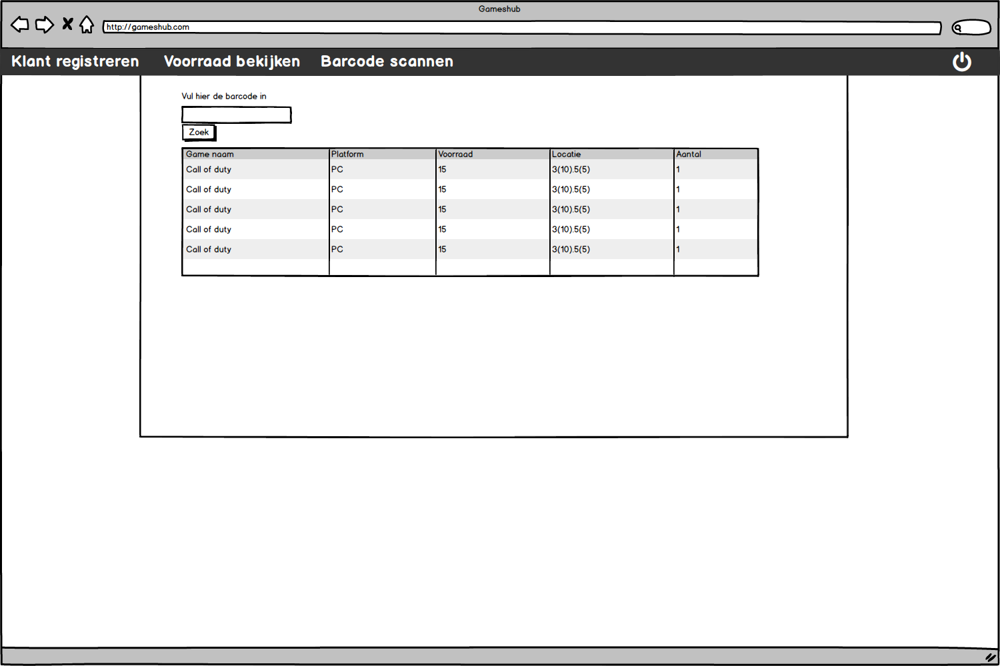 Gameshub
http://gameshub.com
Klant registreren Voorraad bekijken Barcode scannen
Vul hier de barcode in
Zoek
Game naam Platform Voorraad Locatie Aantal
Call of duty PC 15 3(10).5(5) 1
Call of duty PC 15 3(10).5(5) 1
Call of duty PC 15 3(10).5(5) 1
Call of duty PC 15 3(10).5(5) 1
Call of duty PC 15 3(10).5(5) 1